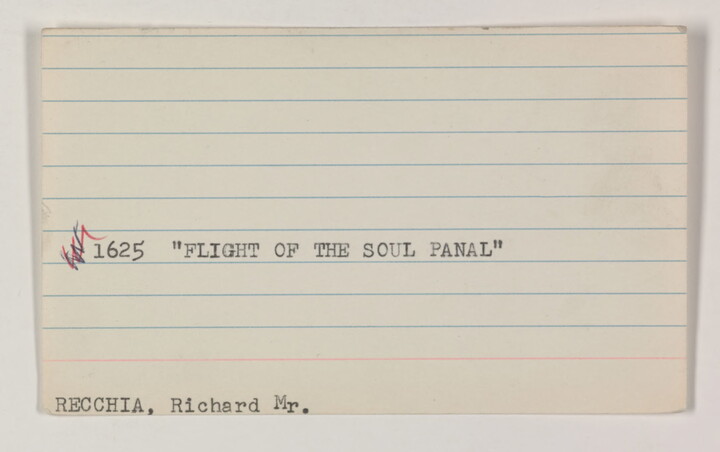 1625 "FLIGHT OF THE SOUL PANAL"
RECCHIA, Richard Mr.